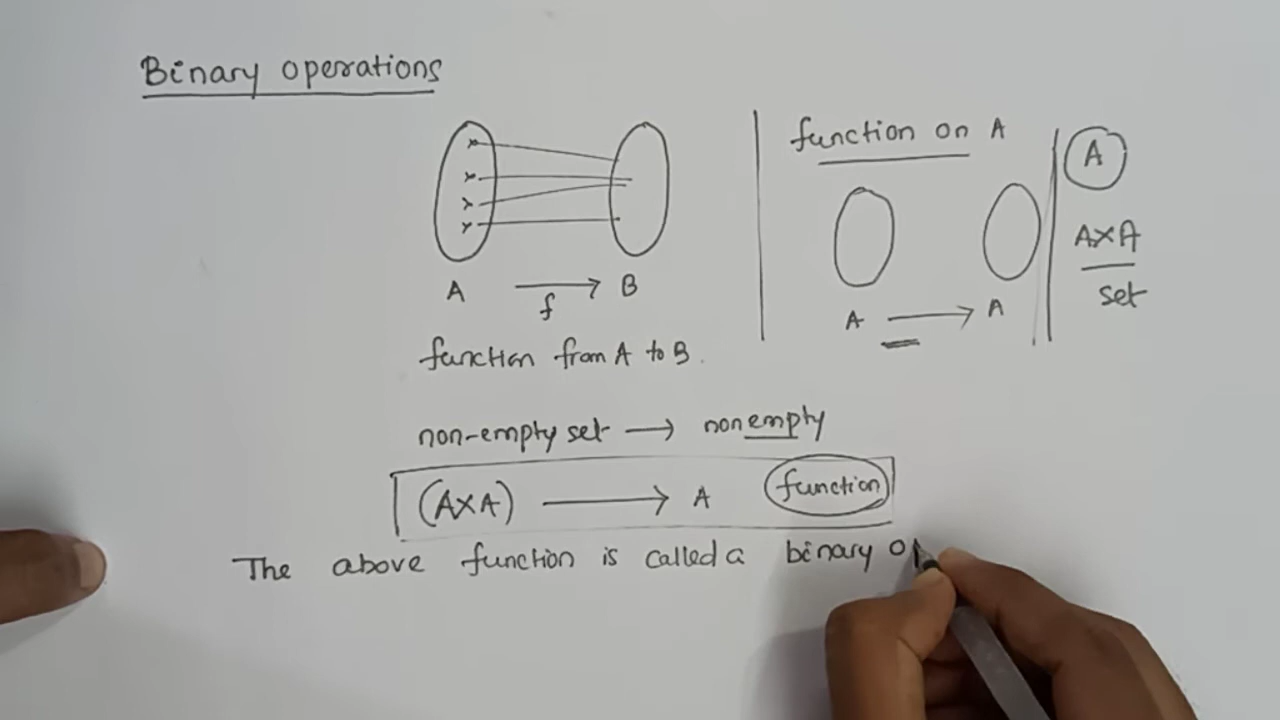 Binary operations
A f B
function from A to B.
function on A
A A
A
A×A
set
non-empty set → nonempty
(A×A) → A function
The above function is called a binary op